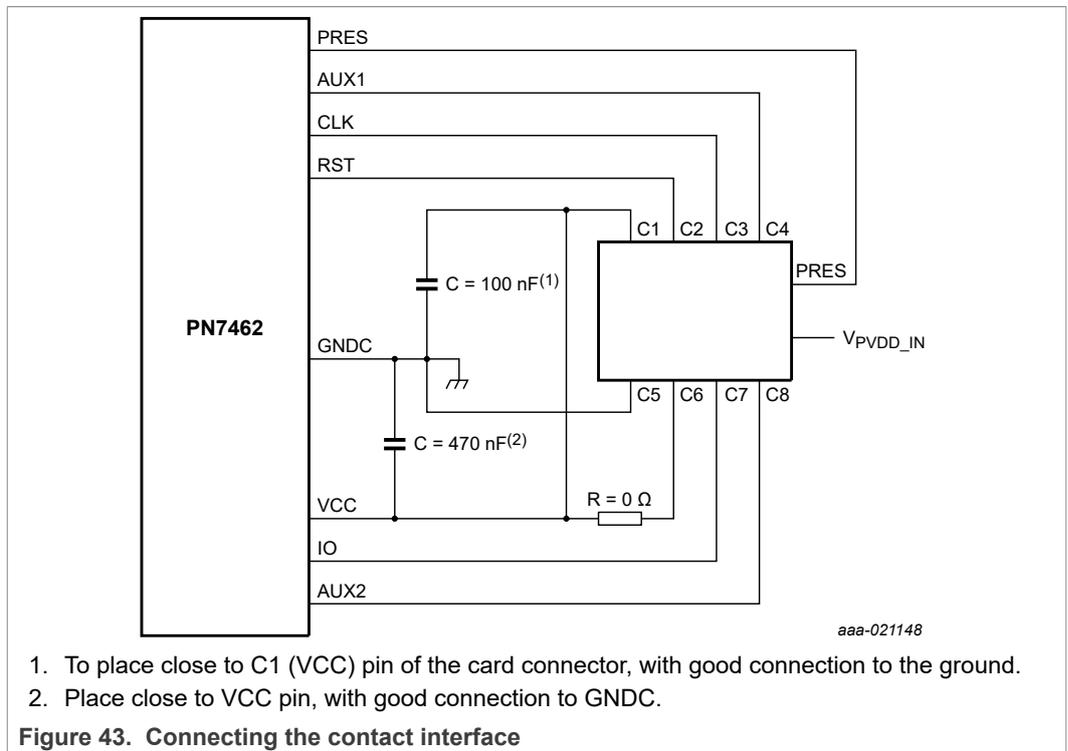 PRES
AUX1
CLK
RST
C1 C2 C3 C4
PRES
C = 100 nF(1)
PN7462
GNDC
VPVDD_IN
C5 C6 C7 C8
C = 470 nF(2)
VCC
R = 0 Ω
IO
AUX2
aaa-021148
1. To place close to C1 (VCC) pin of the card connector, with good connection to the ground.
2. Place close to VCC pin, with good connection to GNDC.
Figure 43. Connecting the contact interface